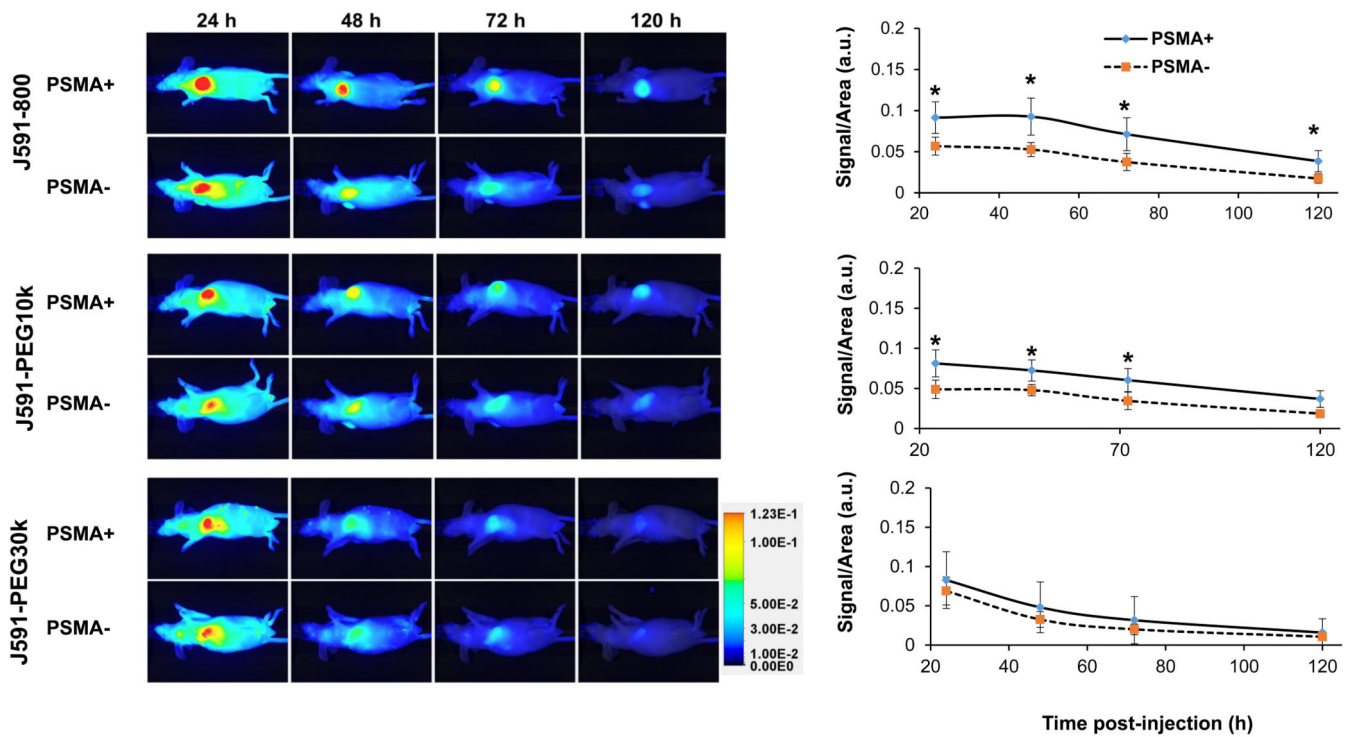 24 h 48 h 72 h 120 h
J591-800
PSMA+
PSMA-
J591-PEG10k
PSMA+
PSMA-
J591-PEG30k
PSMA+
PSMA-
1.23E-1
1.00E-1
5.00E-2
3.00E-2
1.00E-2
0.00E0
Signal/Area (a.u.)
0.2
0.15
0.1
0.05
0
20 40 60 80 100 120
PSMA+
PSMA-
* * * *
Signal/Area (a.u.)
0.2
0.15
0.1
0.05
0
20 70 120
* * *
Signal/Area (a.u.)
0.2
0.15
0.1
0.05
0
20 40 60 80 100 120
Time post-injection (h)